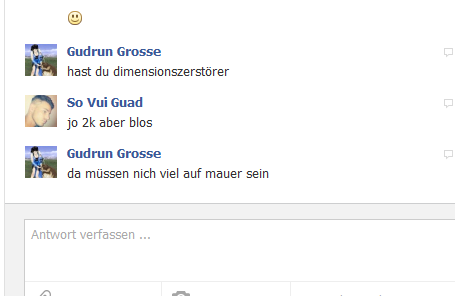 Gudrun Grosse
hast du dimensionszerstörer
So Vui Guad
jo 2k aber blos
Gudrun Grosse
da müssen nich viel auf mauer sein
Antwort verfassen ...